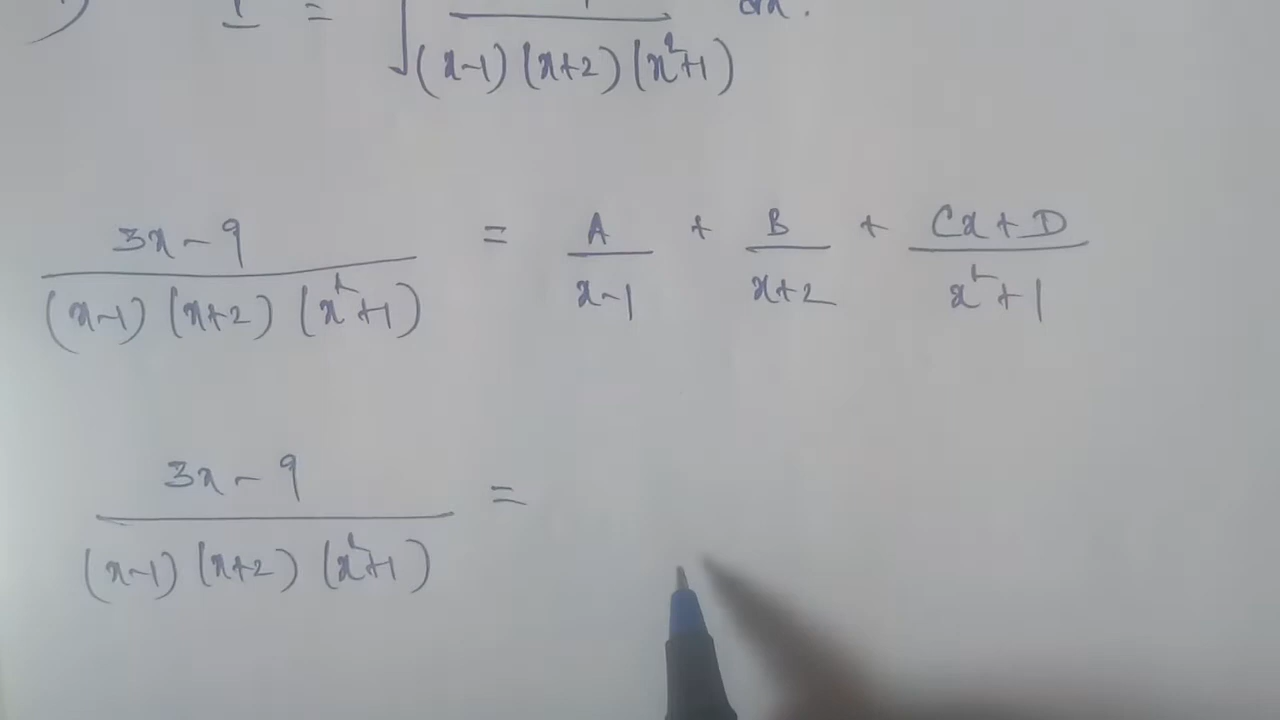 I = ∫ ──── dx.
(x-1) (x+2) (x²+1)
3x - 9 = A + B + Cx + D
(x-1) (x+2) (x²+1) x-1 x+2 x²+1
3x - 9 =
(x-1) (x+2) (x²+1)